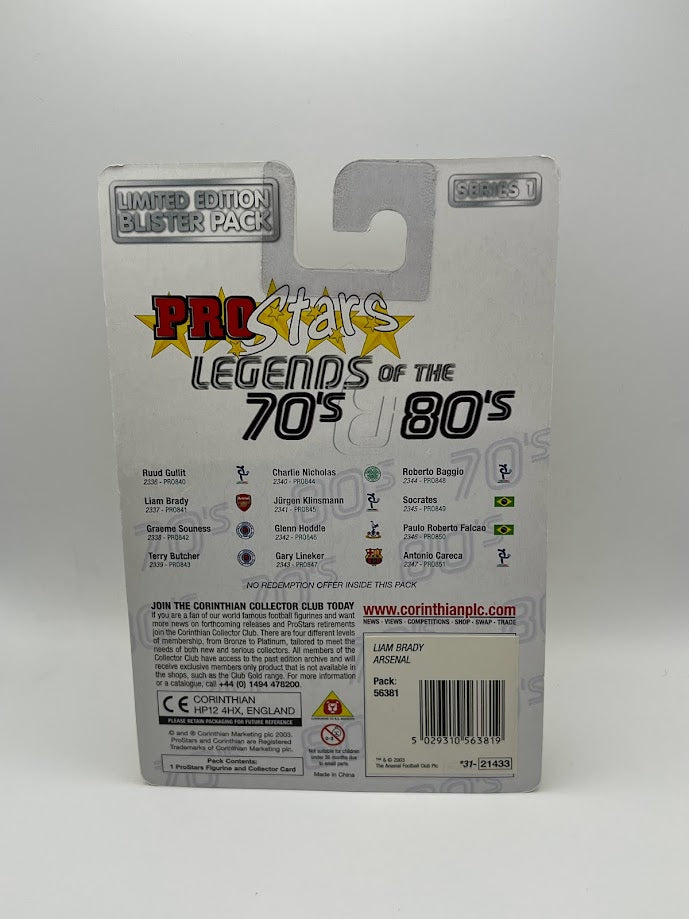 LIMITED EDITION
BLISTER PACK
SERIES 1
PROStars
LEGENDS OF THE
70'S & 80'S
Ruud Gullit
2336 - PRO840
Liam Brady
2337 - PRO841
Graeme Souness
2338 - PRO842
Terry Butcher
2339 - PRO843
Charlie Nicholas
2340 - PRO844
Jürgen Klinsmann
2341 - PRO845
Glenn Hoddle
2342 - PRO846
Gary Lineker
2343 - PRO847
Roberto Baggio
2344 - PRO848
Socrates
2345 - PRO849
Paulo Roberto Falcao
2346 - PRO850
Antonio Careca
2347 - PRO851
NO REDEMPTION OFFER INSIDE THIS PACK
JOIN THE CORINTHIAN COLLECTOR CLUB TODAY
If you are a fan of our world famous football figurines and want
more news on forthcoming releases and ProStars retirements
join the Corinthian Collector Club. There are four different levels
of membership, from Bronze to Platinum, tailored to meet the
needs of both new and serious collectors. All members of the
Collector Club have access to the past edition archive and will
receive exclusive members only product that is not available in
the shops, such as the Club Gold range. For more information
or a catalogue, call +44 (0) 1494 478200.
CE CORINTHIAN
HP12 4HX, ENGLAND
PLEASE RETAIN PACKAGING FOR FUTURE REFERENCE
© and ® Corinthian Marketing plc 2003.
ProStars and Corinthian are Registered
Trademarks of Corinthian Marketing plc.
Pack Contents:
1 ProStars Figurine and Collector Card
0-3
Not suitable for children
under 36 months due
to small parts
Made in China
www.corinthianplc.com
NEWS - VIEWS - COMPETITIONS - SHOP - SWAP - TRADE
LIAM BRADY
ARSENAL
Pack:
56381
5 029310 563819
™ & © 2003
The Arsenal Football Club Plc
*31- 21433